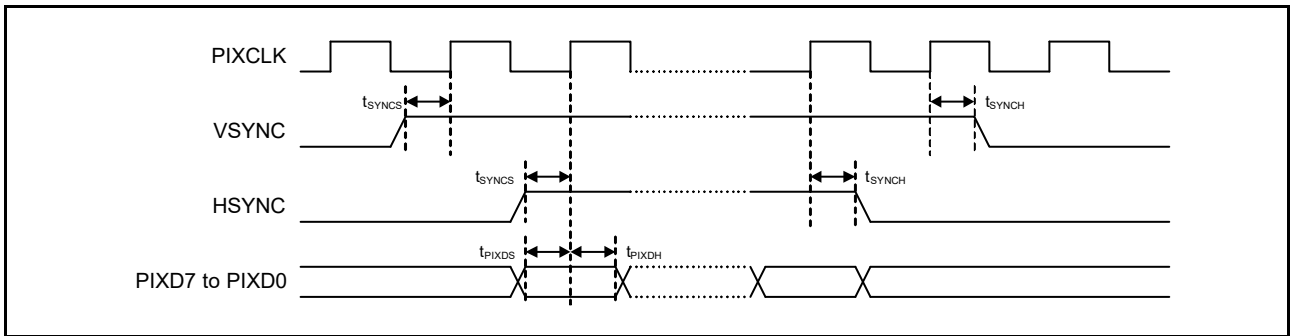 PIXCLK
tSYNCS
tSYNCH
VSYNC
tSYNCS
tSYNCH
HSYNC
tPIXDS
tPIXDH
PIXD7 to PIXD0